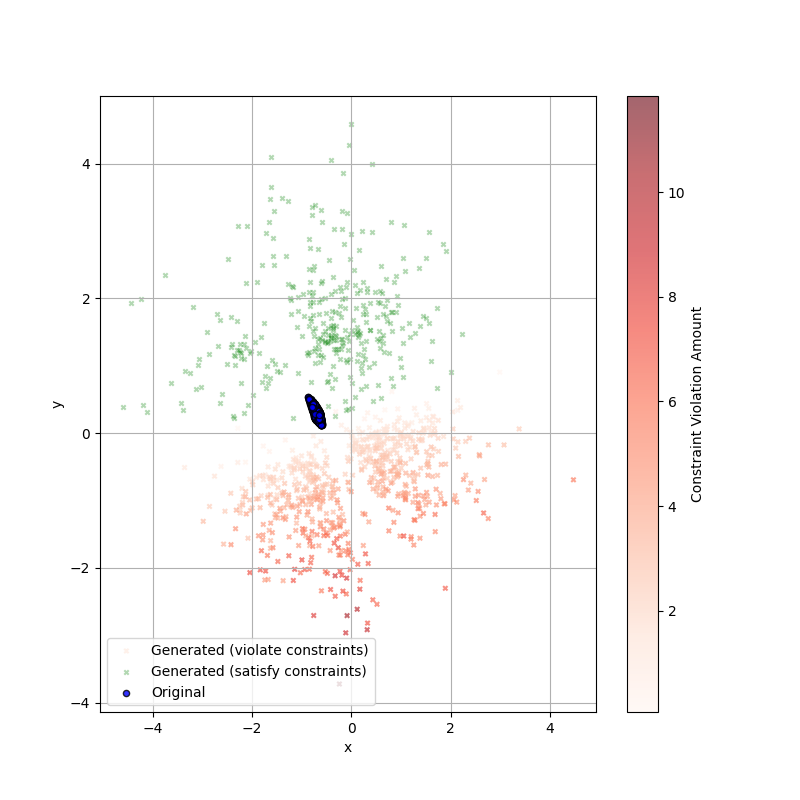 4
2
0
−2
−4
−4
−2
0
2
4
x
y
Generated (violate constraints)
Generated (satisfy constraints)
Original
10
8
6
4
2
Constraint Violation Amount